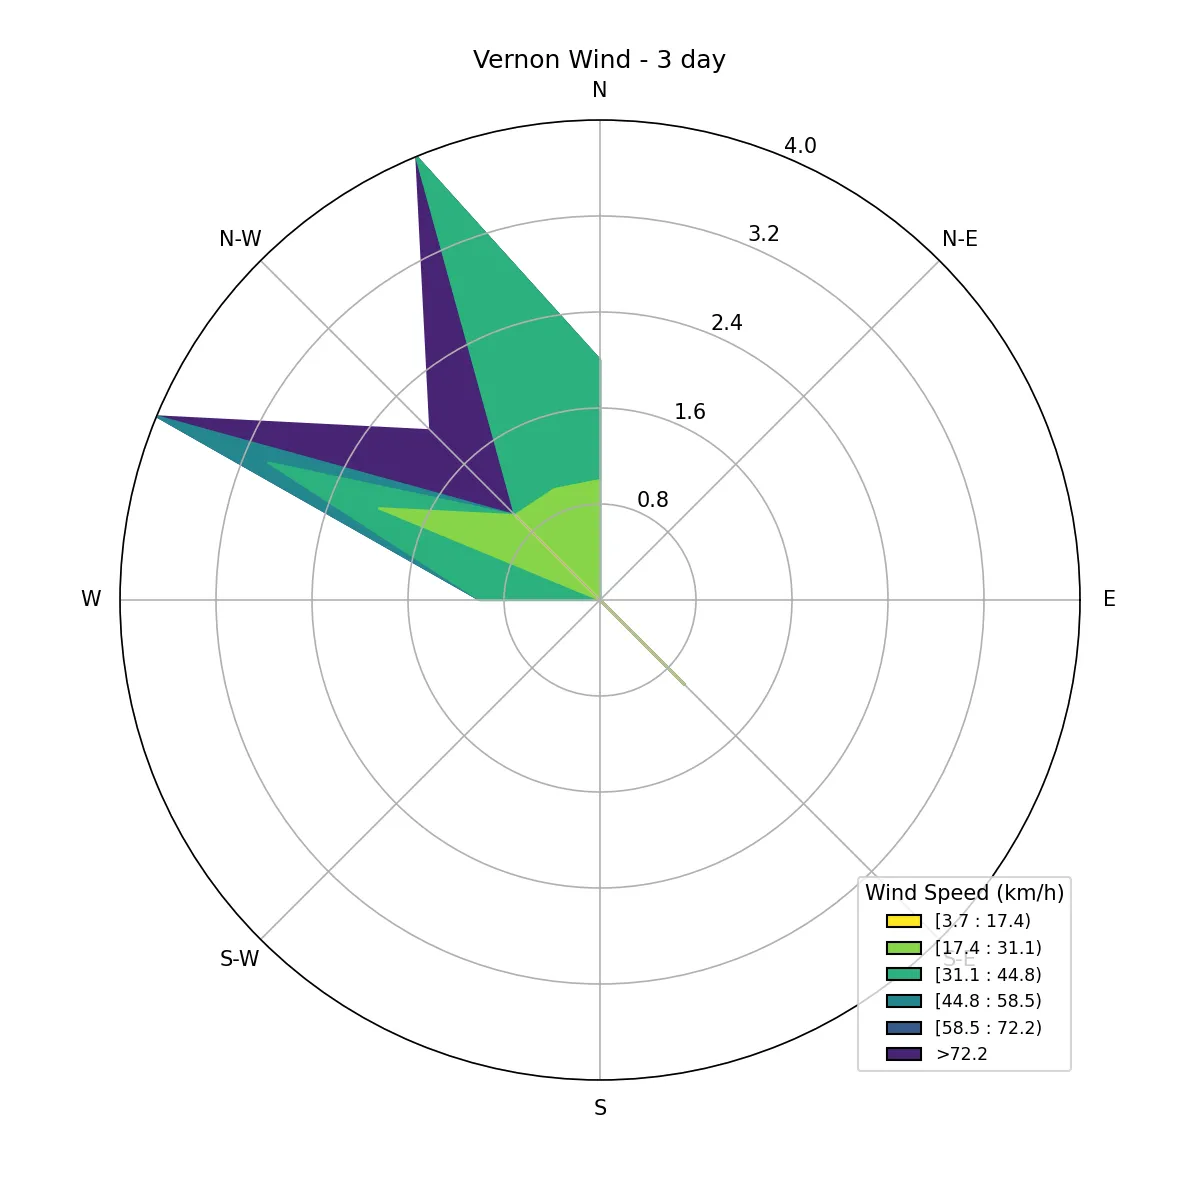 Vernon Wind - 3 day
N
4.0
N-W
N-E
3.2
2.4
1.6
0.8
W
E
S-W
S-E
S
Wind Speed (km/h)
[3.7 : 17.4)
[17.4 : 31.1)
[31.1 : 44.8)
[44.8 : 58.5)
[58.5 : 72.2)
>72.2